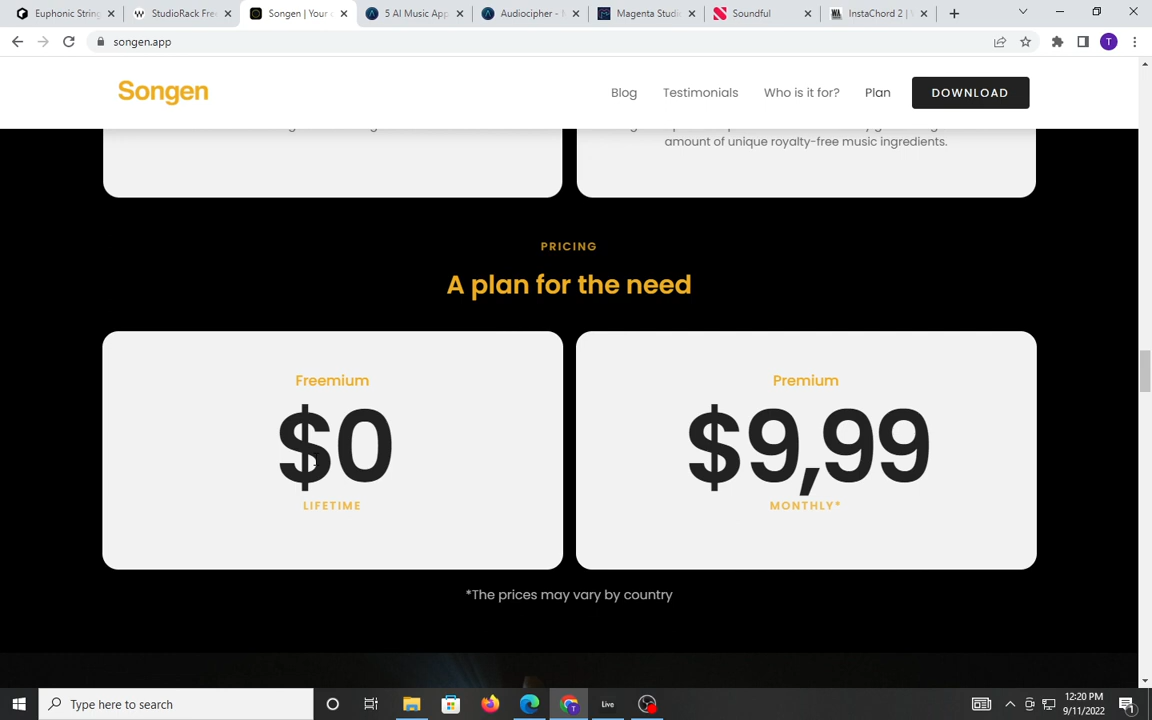 Euphonic String
StudioRack Free
Songen | Your
5 AI Music App
Audiocipher -
Magenta Studi
Soundful
InstaChord 2 |
songen.app
T
Songen
Blog
Testimonials
Who is it for?
Plan
DOWNLOAD
amount of unique royalty-free music ingredients.
PRICING
A plan for the need
Freemium
$0
LIFETIME
Premium
$9,99
MONTHLY*
*The prices may vary by country
Type here to search
Live
T
12:20 PM
9/11/2022
1